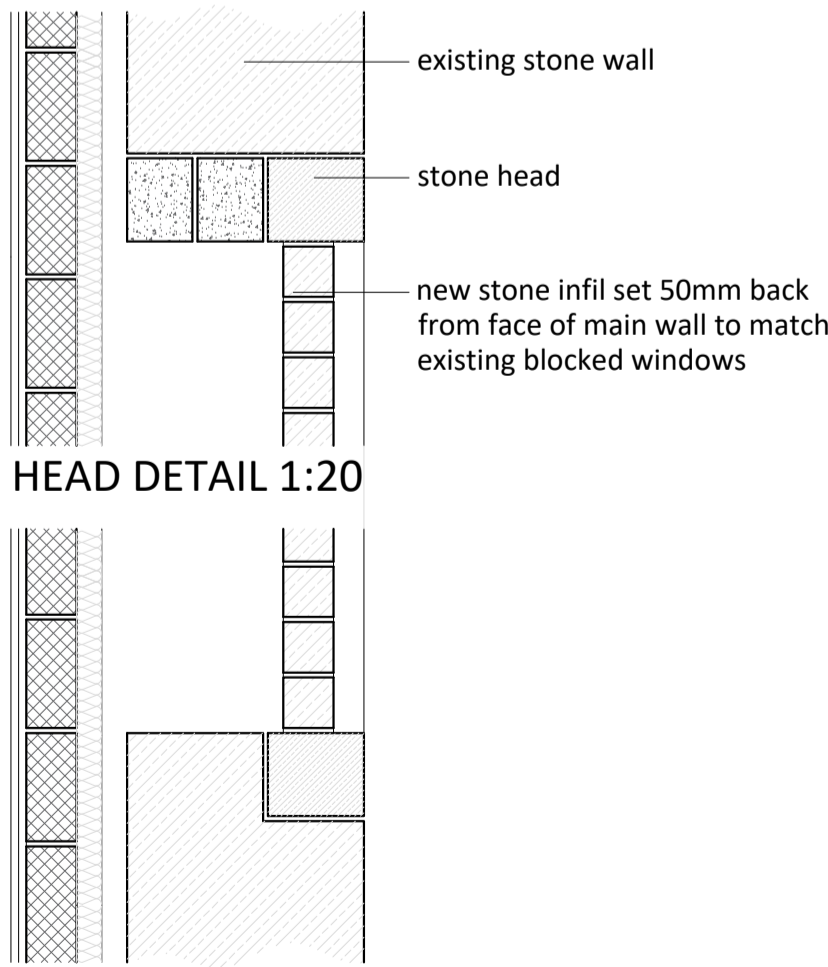 existing stone wall
stone head
new stone infil set 50mm back
from face of main wall to match
existing blocked windows
HEAD DETAIL 1:20